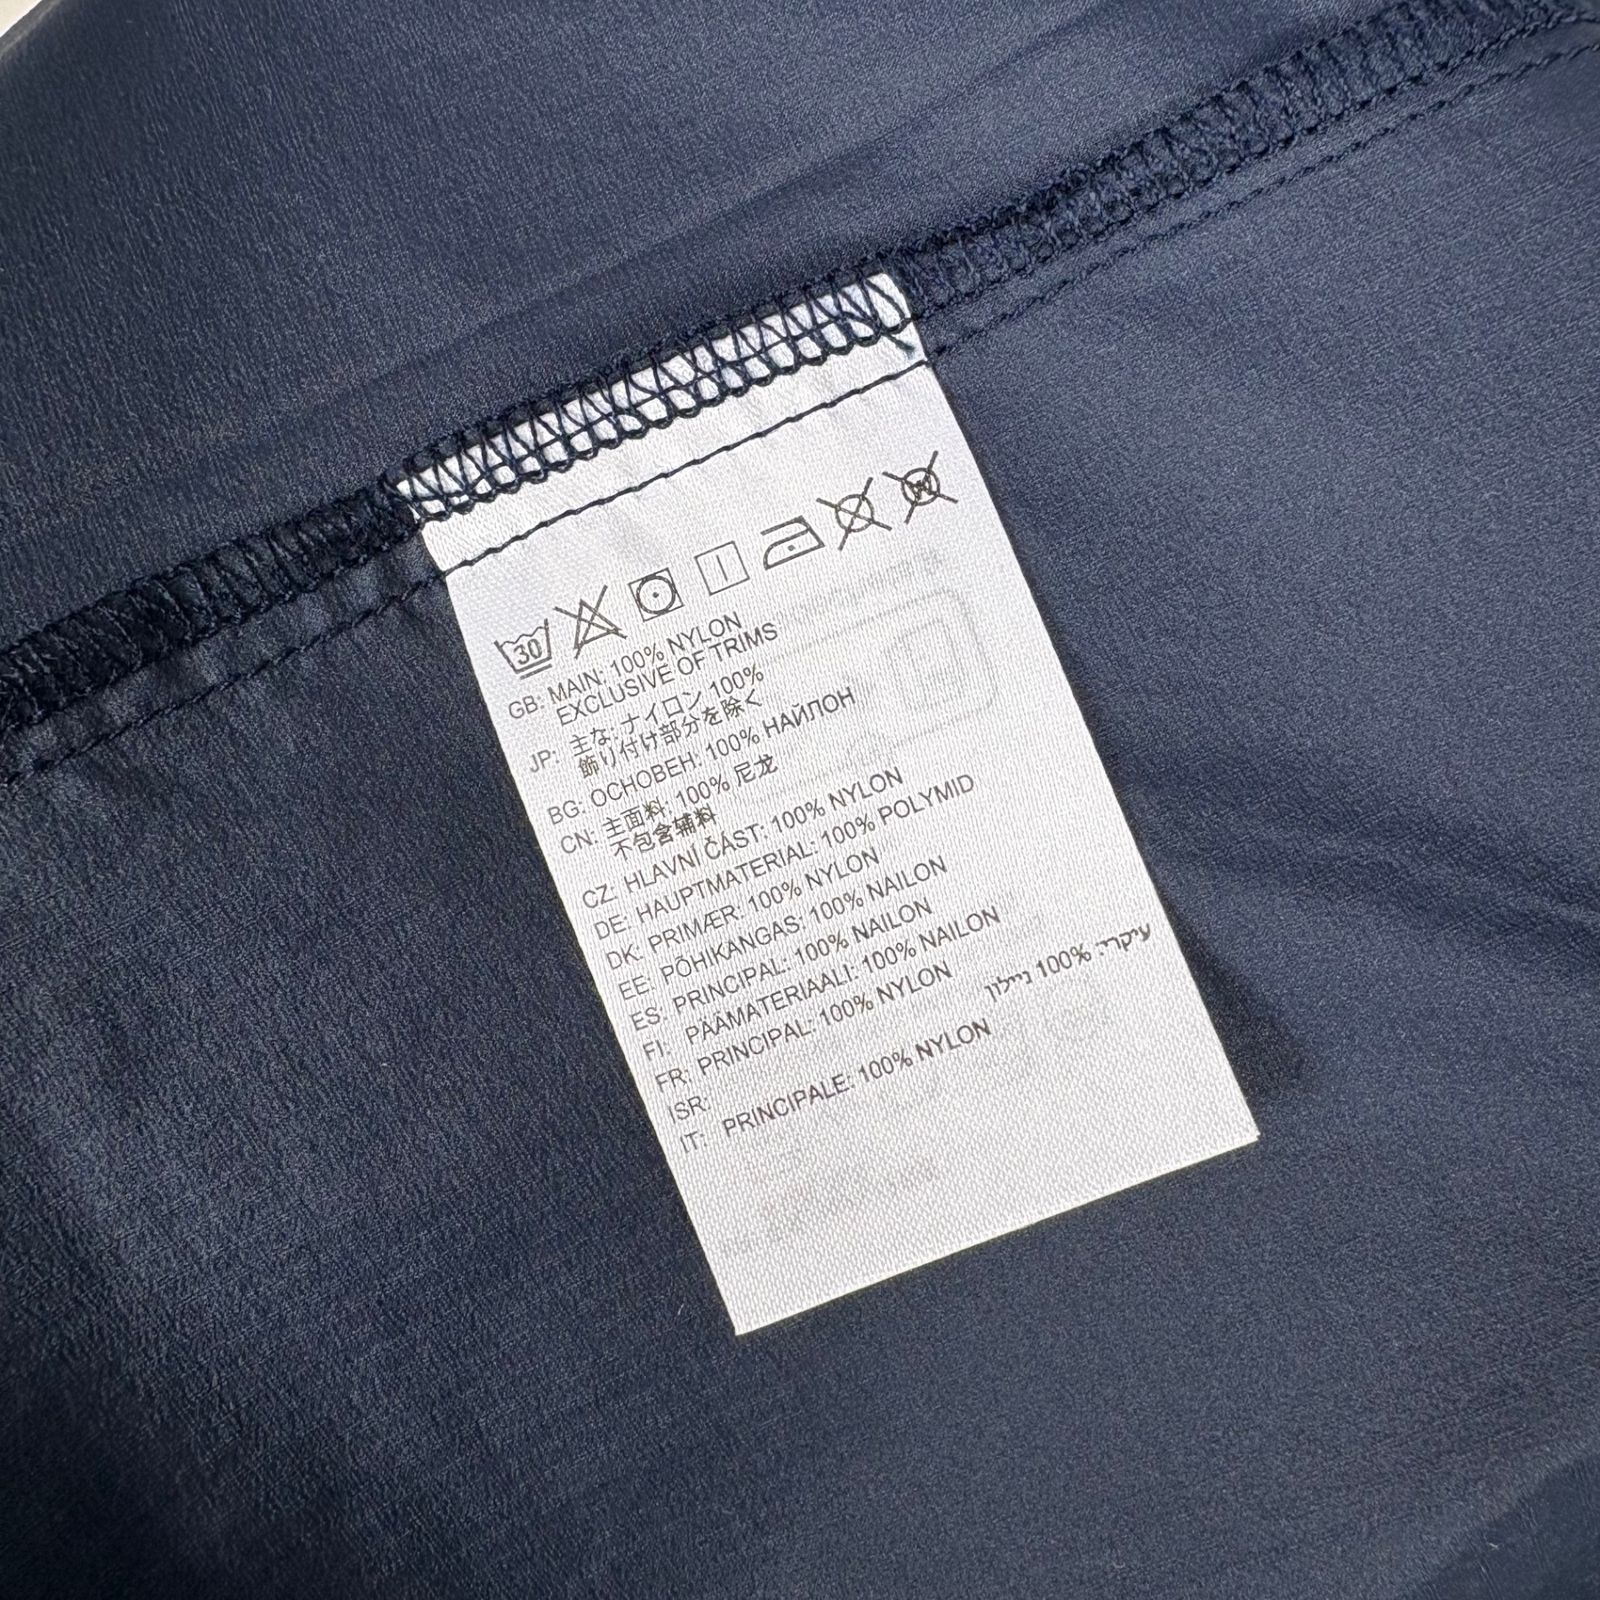 30
GB: MAIN: 100% NYLON
EXCLUSIVE OF TRIMS
JP: 主な: ナイロン 100%
飾り付け部分を除く
BG: ОСНОВЕН: 100% НАЙЛОН
CN: 主面料: 100% 尼龙
不包含辅料
CZ: HLAVNÍ ČÁST: 100% NYLON
DE: HAUPTMATERIAL: 100% POLYMID
DK: PRIMÆR: 100% NYLON
EE: PÕHIKANGAS: 100% NAILON
ES: PRINCIPAL: 100% NAILON
FI: PÄÄMATERIAALI: 100% NAILON
FR: PRINCIPAL: 100% NYLON
ISR: עיקרי: 100% ניילון
IT: PRINCIPALE: 100% NYLON